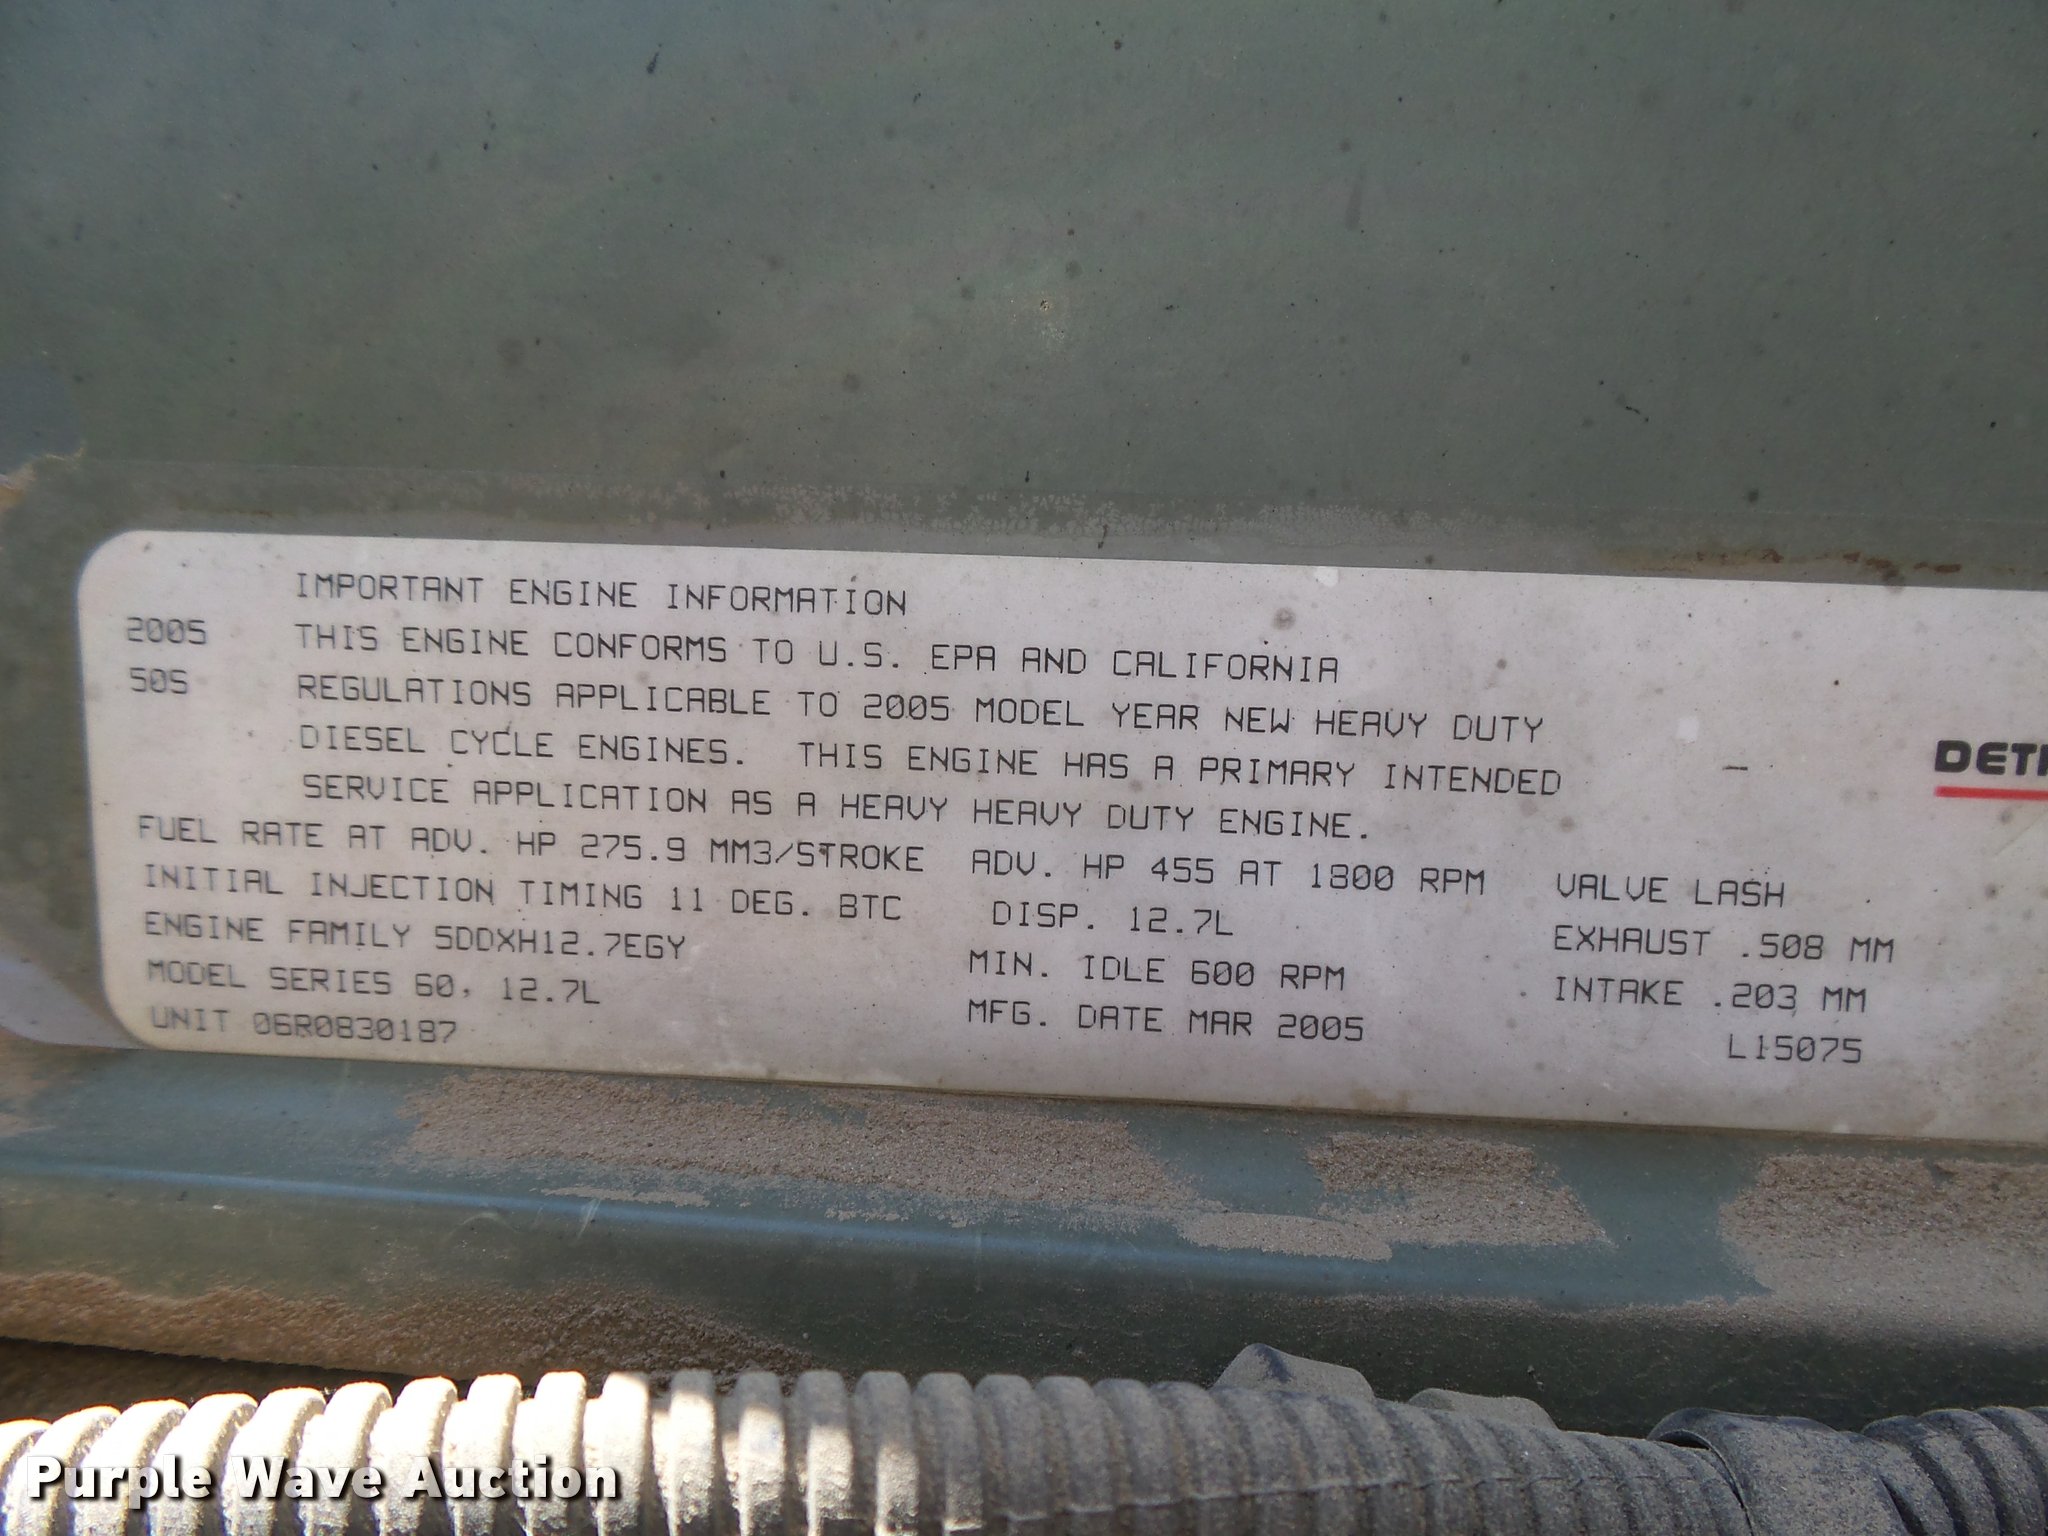 IMPORTANT ENGINE INFORMATION
2005 THIS ENGINE CONFORMS TO U.S. EPA AND CALIFORNIA
50S REGULATIONS APPLICABLE TO 2005 MODEL YEAR NEW HEAVY DUTY
DIESEL CYCLE ENGINES. THIS ENGINE HAS A PRIMARY INTENDED
SERVICE APPLICATION AS A HEAVY HEAVY DUTY ENGINE.
FUEL RATE AT ADV. HP 275.9 MM3/STROKE ADV. HP 455 AT 1800 RPM VALVE LASH
INITIAL INJECTION TIMING 11 DEG. BTC DISP. 12.7L EXHAUST .508 MM
ENGINE FAMILY 5DDXH12.7EGY MIN. IDLE 600 RPM INTAKE .203 MM
MODEL SERIES 60, 12.7L MFG. DATE MAR 2005 L15075
UNIT 06R0830187
Purple Wave Auction